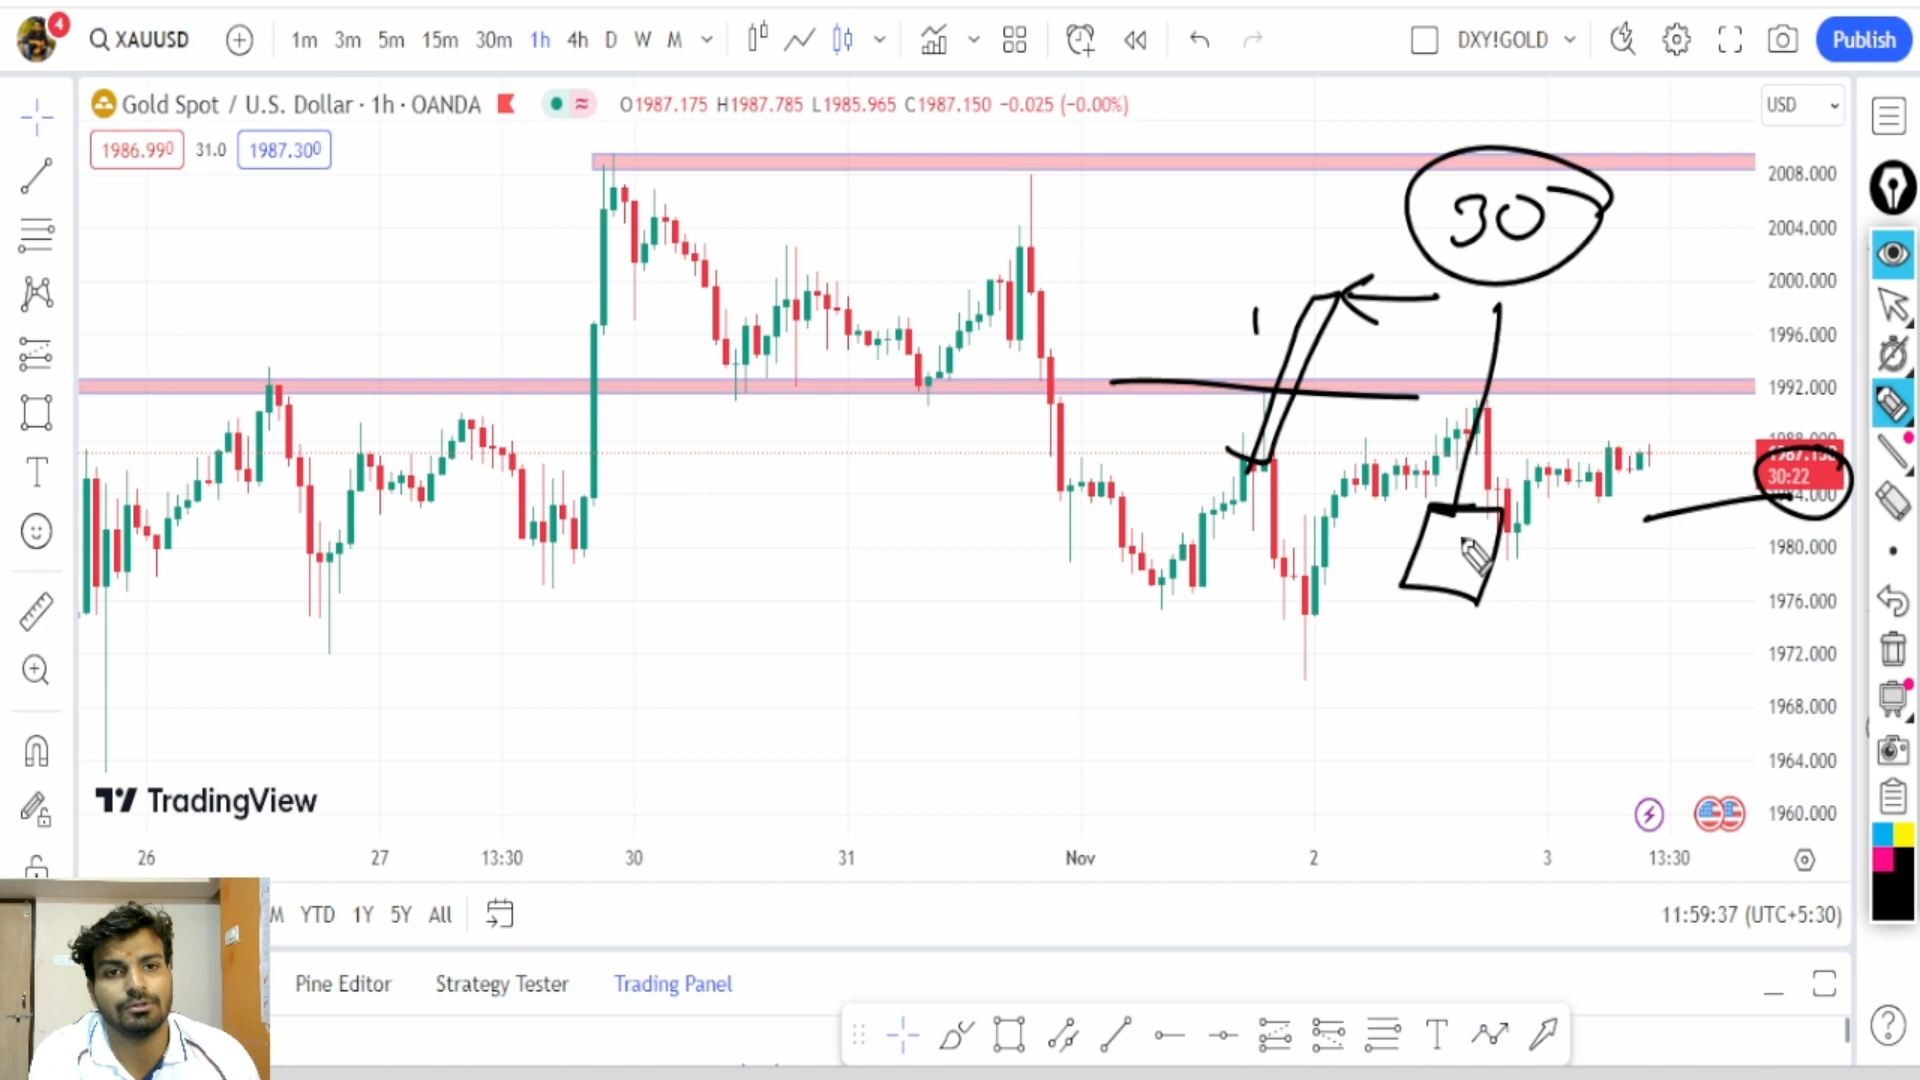 4
XAUUSD
1m 3m 5m 15m 30m 1h 4h D W M
DXY!GOLD
Publish
Gold Spot / U.S. Dollar · 1h · OANDA
O1987.175 H1987.785 L1985.965 C1987.150 −0.025 (−0.00%)
USD
1986.990 31.0 1987.300
2008.000
30
2004.000
2000.000
1996.000
1992.000
30:22
1980.000
1976.000
1972.000
1968.000
1964.000
TradingView
1960.000
26 27 13:30 30 31 Nov 2 3 13:30
YTD 1Y 5Y All
11:59:37 (UTC+5:30)
Pine Editor Strategy Tester Trading Panel